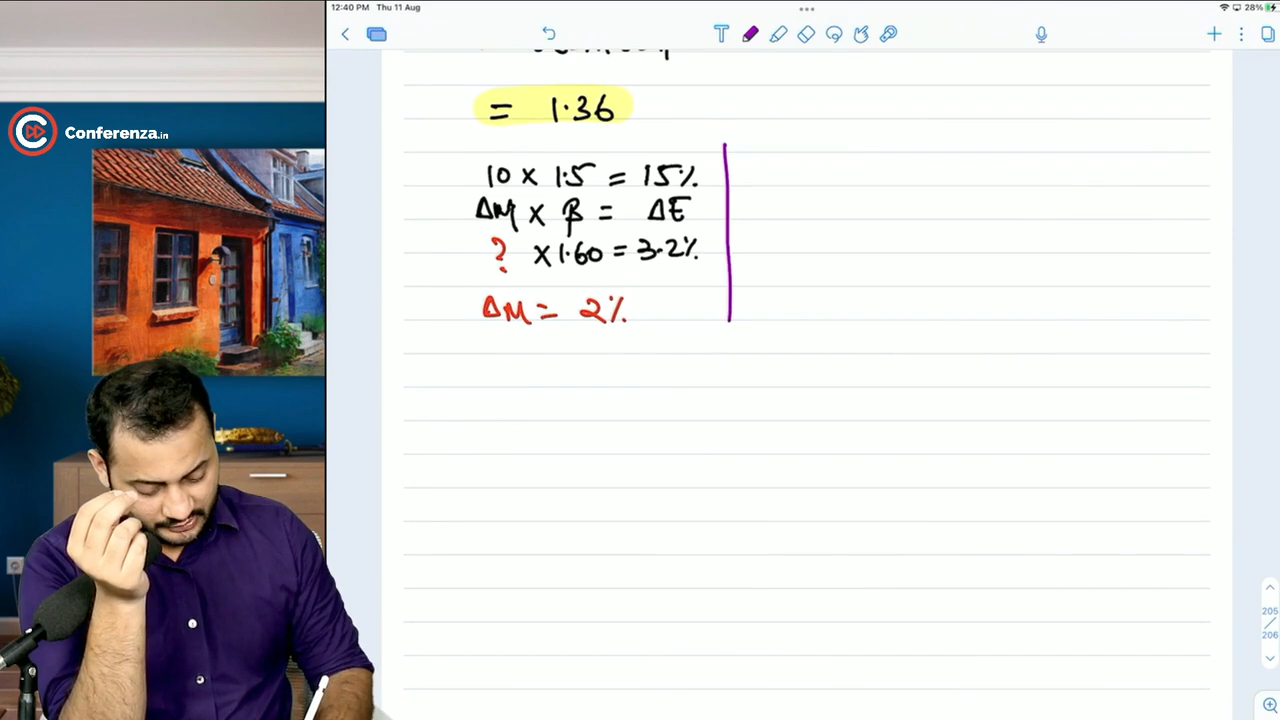 12:40 PM Thu 11 Aug
28%
Conferenza.in
= 1.36
10 × 1.5 = 15%
ΔM × β = ΔE
? × 1.60 = 3.2%
ΔM = 2%
205
206